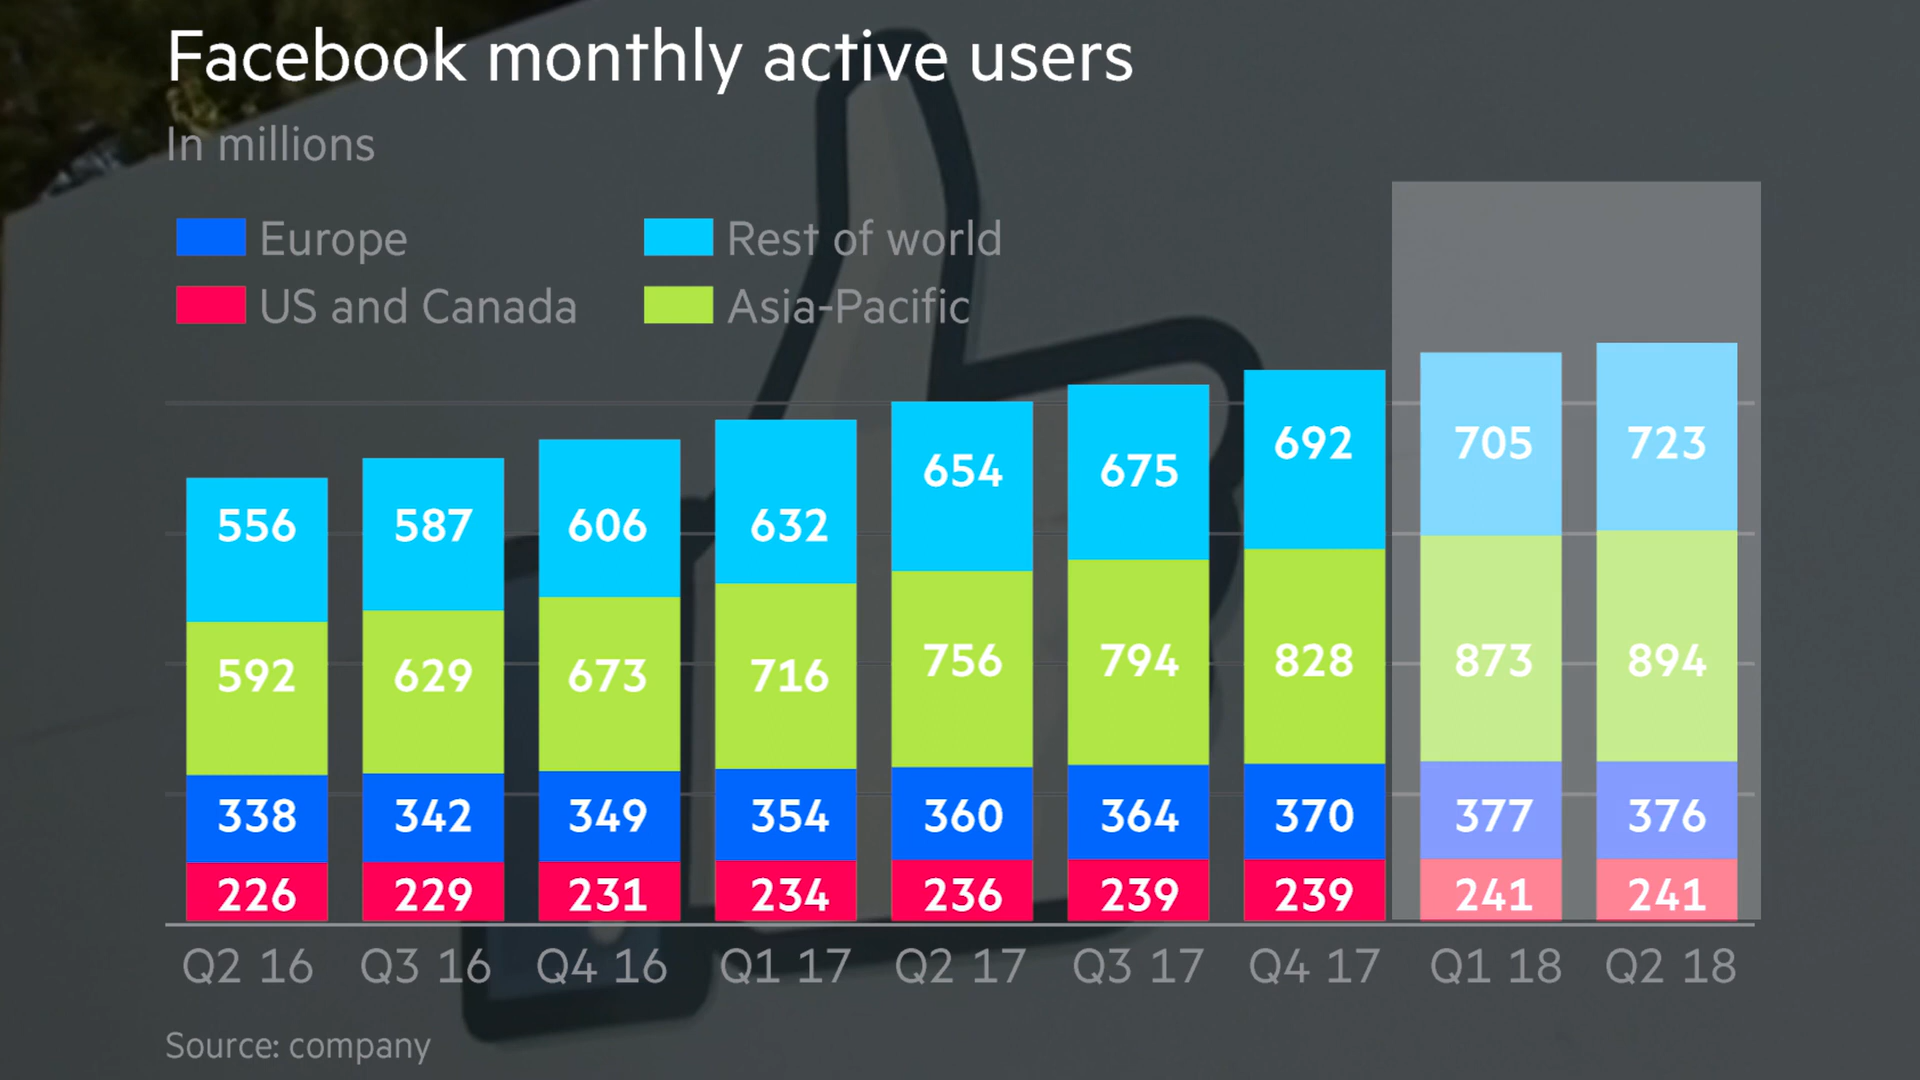 Facebook monthly active users
In millions
Europe
Rest of world
US and Canada
Asia-Pacific
556 587 606 632 654 675 692 705 723
592 629 673 716 756 794 828 873 894
338 342 349 354 360 364 370 377 376
226 229 231 234 236 239 239 241 241
Q2 16 Q3 16 Q4 16 Q1 17 Q2 17 Q3 17 Q4 17 Q1 18 Q2 18
Source: company